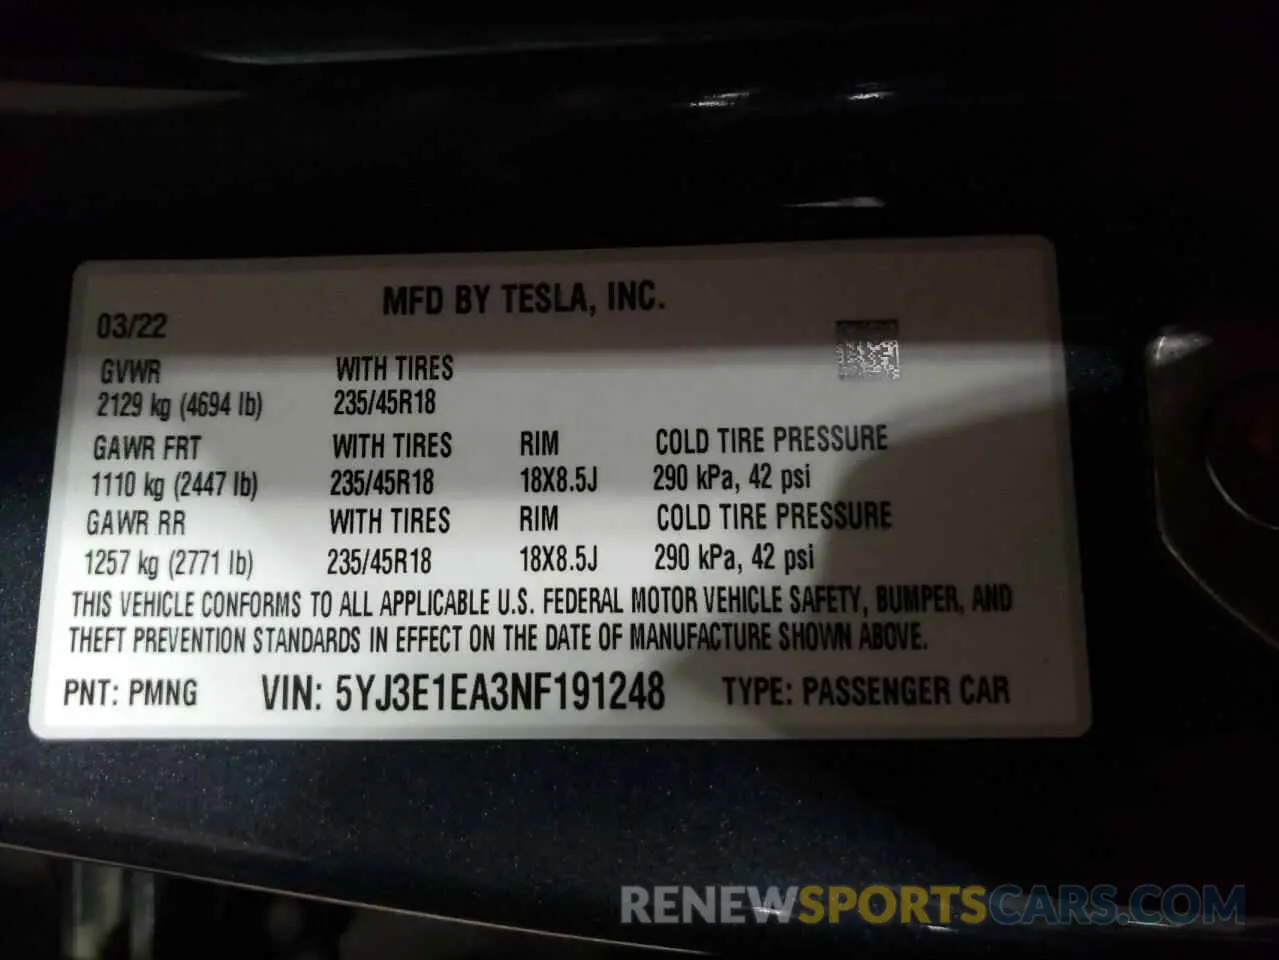 MFD BY TESLA, INC.
03/22
GVWR WITH TIRES
2129 kg (4694 lb) 235/45R18
GAWR FRT WITH TIRES RIM COLD TIRE PRESSURE
1110 kg (2447 lb) 235/45R18 18X8.5J 290 kPa, 42 psi
GAWR RR WITH TIRES RIM COLD TIRE PRESSURE
1257 kg (2771 lb) 235/45R18 18X8.5J 290 kPa, 42 psi
THIS VEHICLE CONFORMS TO ALL APPLICABLE U.S. FEDERAL MOTOR VEHICLE SAFETY, BUMPER, AND
THEFT PREVENTION STANDARDS IN EFFECT ON THE DATE OF MANUFACTURE SHOWN ABOVE.
PNT: PMNG VIN: 5YJ3E1EA3NF191248 TYPE: PASSENGER CAR
RENEWSPORTSCARS.COM